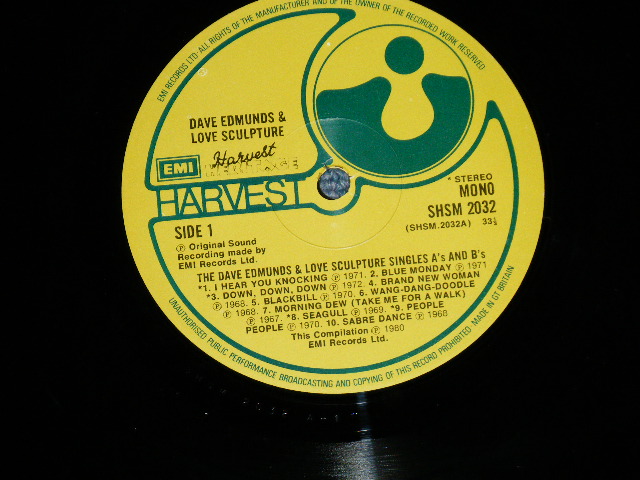 EMI RECORDS LTD · ALL RIGHTS OF THE MANUFACTURER AND OF THE OWNER OF THE RECORDED WORK RESERVED
DAVE EDMUNDS &
LOVE SCULPTURE
Harvest
HERITAGE
EMI
HARVEST
* STEREO
MONO
SHSM 2032
(SHSM.2032A) 33⅓
SIDE 1
Ⓟ Original Sound
Recording made by
EMI Records Ltd.
THE DAVE EDMUNDS & LOVE SCULPTURE SINGLES A's AND B's
*1. I HEAR YOU KNOCKING Ⓟ 1971. 2. BLUE MONDAY Ⓟ 1971
*3. DOWN, DOWN, DOWN Ⓟ 1972. 4. BRAND NEW WOMAN
Ⓟ 1968. 5. BLACKBILL Ⓟ 1970. 6. WANG-DANG-DOODLE
Ⓟ 1968. 7. MORNING DEW (TAKE ME FOR A WALK)
Ⓟ 1967. *8. SEAGULL Ⓟ 1969. *9. PEOPLE
PEOPLE Ⓟ 1970. 10. SABRE DANCE Ⓟ 1968
This Compilation Ⓟ 1980
EMI Records Ltd.
UNAUTHORISED PUBLIC PERFORMANCE BROADCASTING AND COPYING OF THIS RECORD PROHIBITED · MADE IN GT BRITAIN